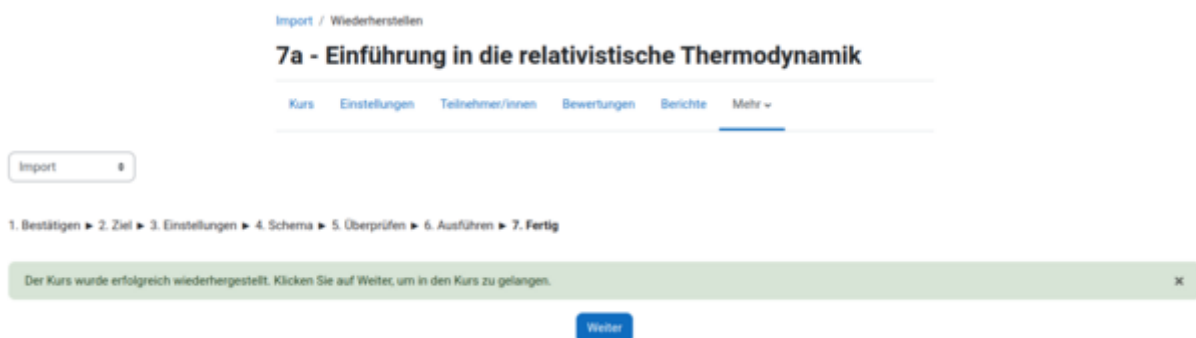 Import / Wiederherstellen
7a - Einführung in die relativistische Thermodynamik
Kurs Einstellungen Teilnehmer/innen Bewertungen Berichte Mehr
Import
1. Bestätigen ► 2. Ziel ► 3. Einstellungen ► 4. Schema ► 5. Überprüfen ► 6. Ausführen ► 7. Fertig
Der Kurs wurde erfolgreich wiederhergestellt. Klicken Sie auf Weiter, um in den Kurs zu gelangen. ×
Weiter